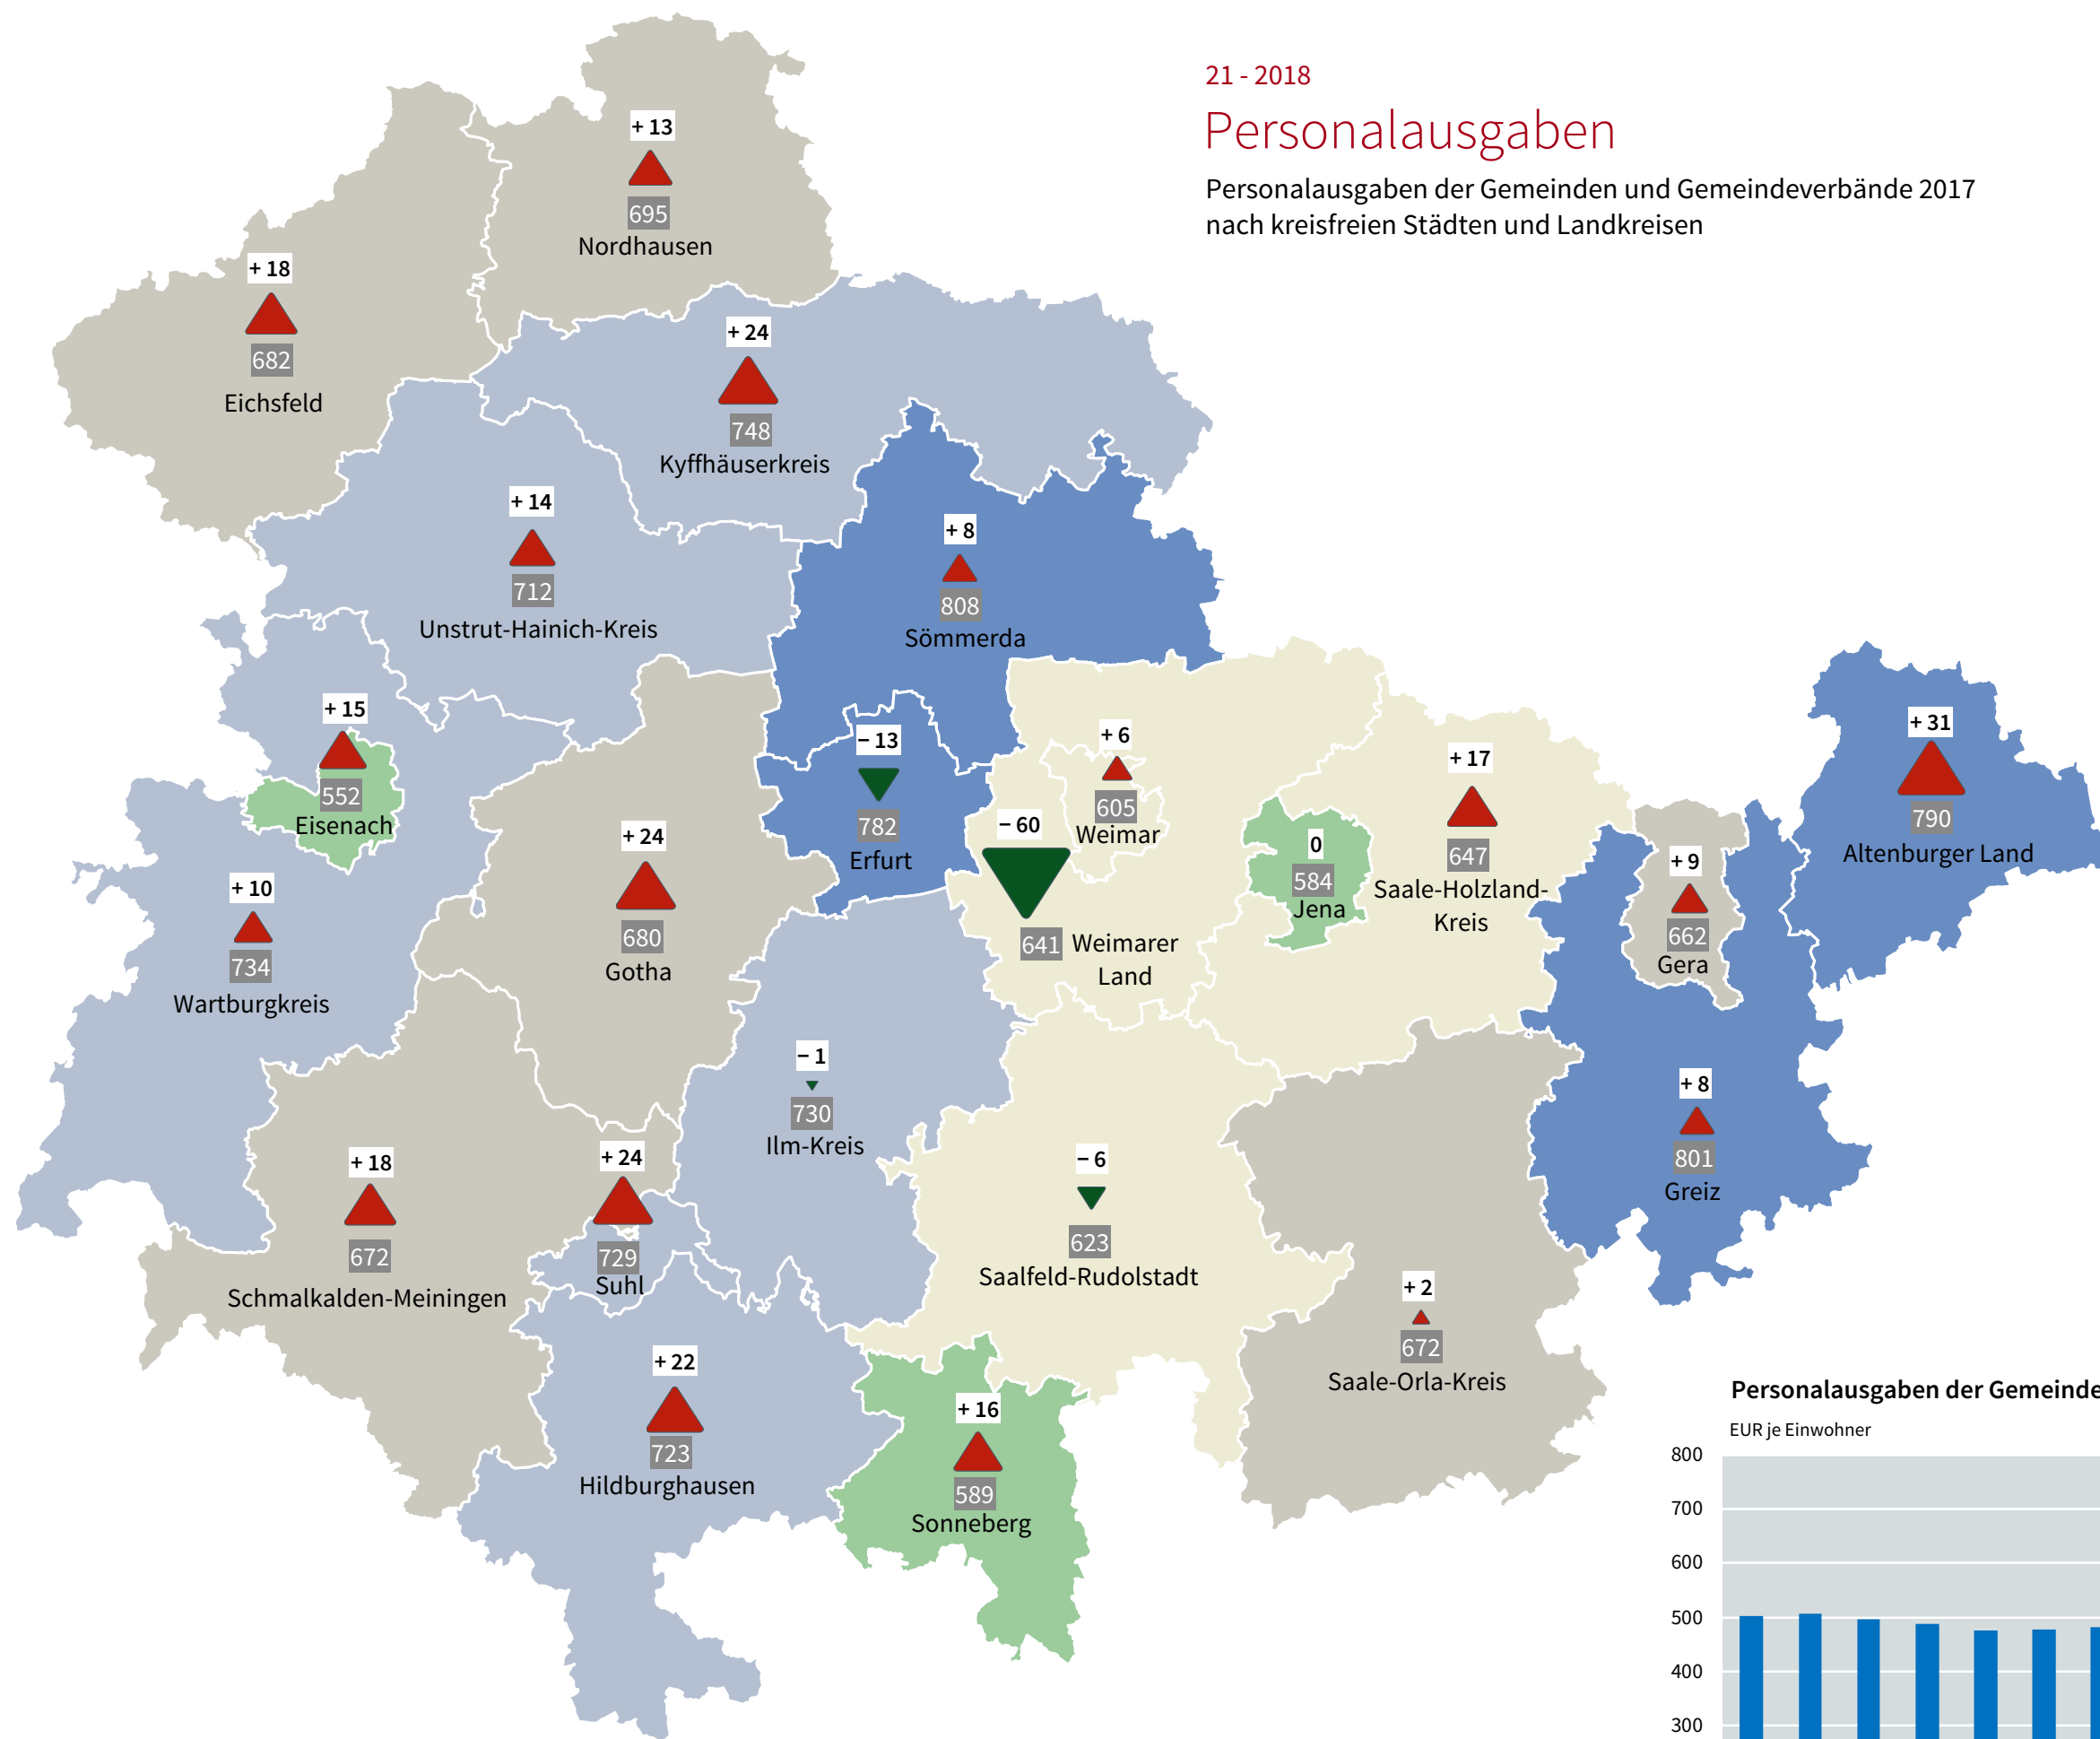 21 - 2018
Personalausgaben
Personalausgaben der Gemeinden und Gemeindeverbände 2017
nach kreisfreien Städten und Landkreisen
+ 13
695
Nordhausen
+ 18
682
Eichsfeld
+ 24
748
Kyffhäuserkreis
+ 14
712
Unstrut-Hainich-Kreis
+ 8
808
Sömmerda
+ 15
552
Eisenach
+ 10
734
Wartburgkreis
+ 24
680
Gotha
− 13
782
Erfurt
+ 6
605
Weimar
− 60
641
Weimarer
Land
0
584
Jena
+ 17
647
Saale-Holzland-
Kreis
+ 9
662
Gera
+ 31
790
Altenburger Land
+ 8
801
Greiz
− 1
730
Ilm-Kreis
+ 18
672
Schmalkalden-Meiningen
+ 24
729
Suhl
− 6
623
Saalfeld-Rudolstadt
+ 2
672
Saale-Orla-Kreis
+ 22
723
Hildburghausen
+ 16
589
Sonneberg
Personalausgaben der Gemeinde
EUR je Einwohner
800
700
600
500
400
300